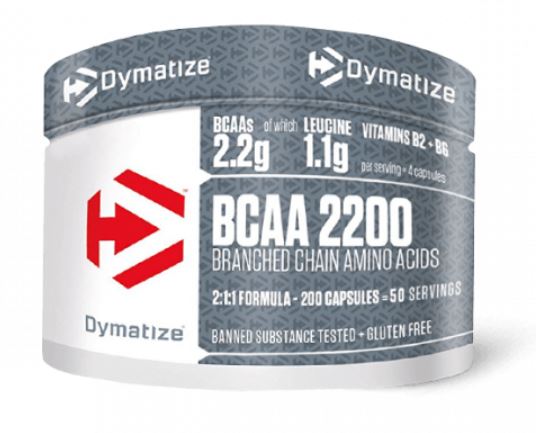 Dymatize Dymatize
BCAAs of which LEUCINE VITAMINS B2 + B6
2.2g 1.1g per serving = 4 capsules
BCAA 2200
BRANCHED CHAIN AMINO ACIDS
2:1:1 FORMULA - 200 CAPSULES = 50 SERVINGS
Dymatize
BANNED SUBSTANCE TESTED + GLUTEN FREE